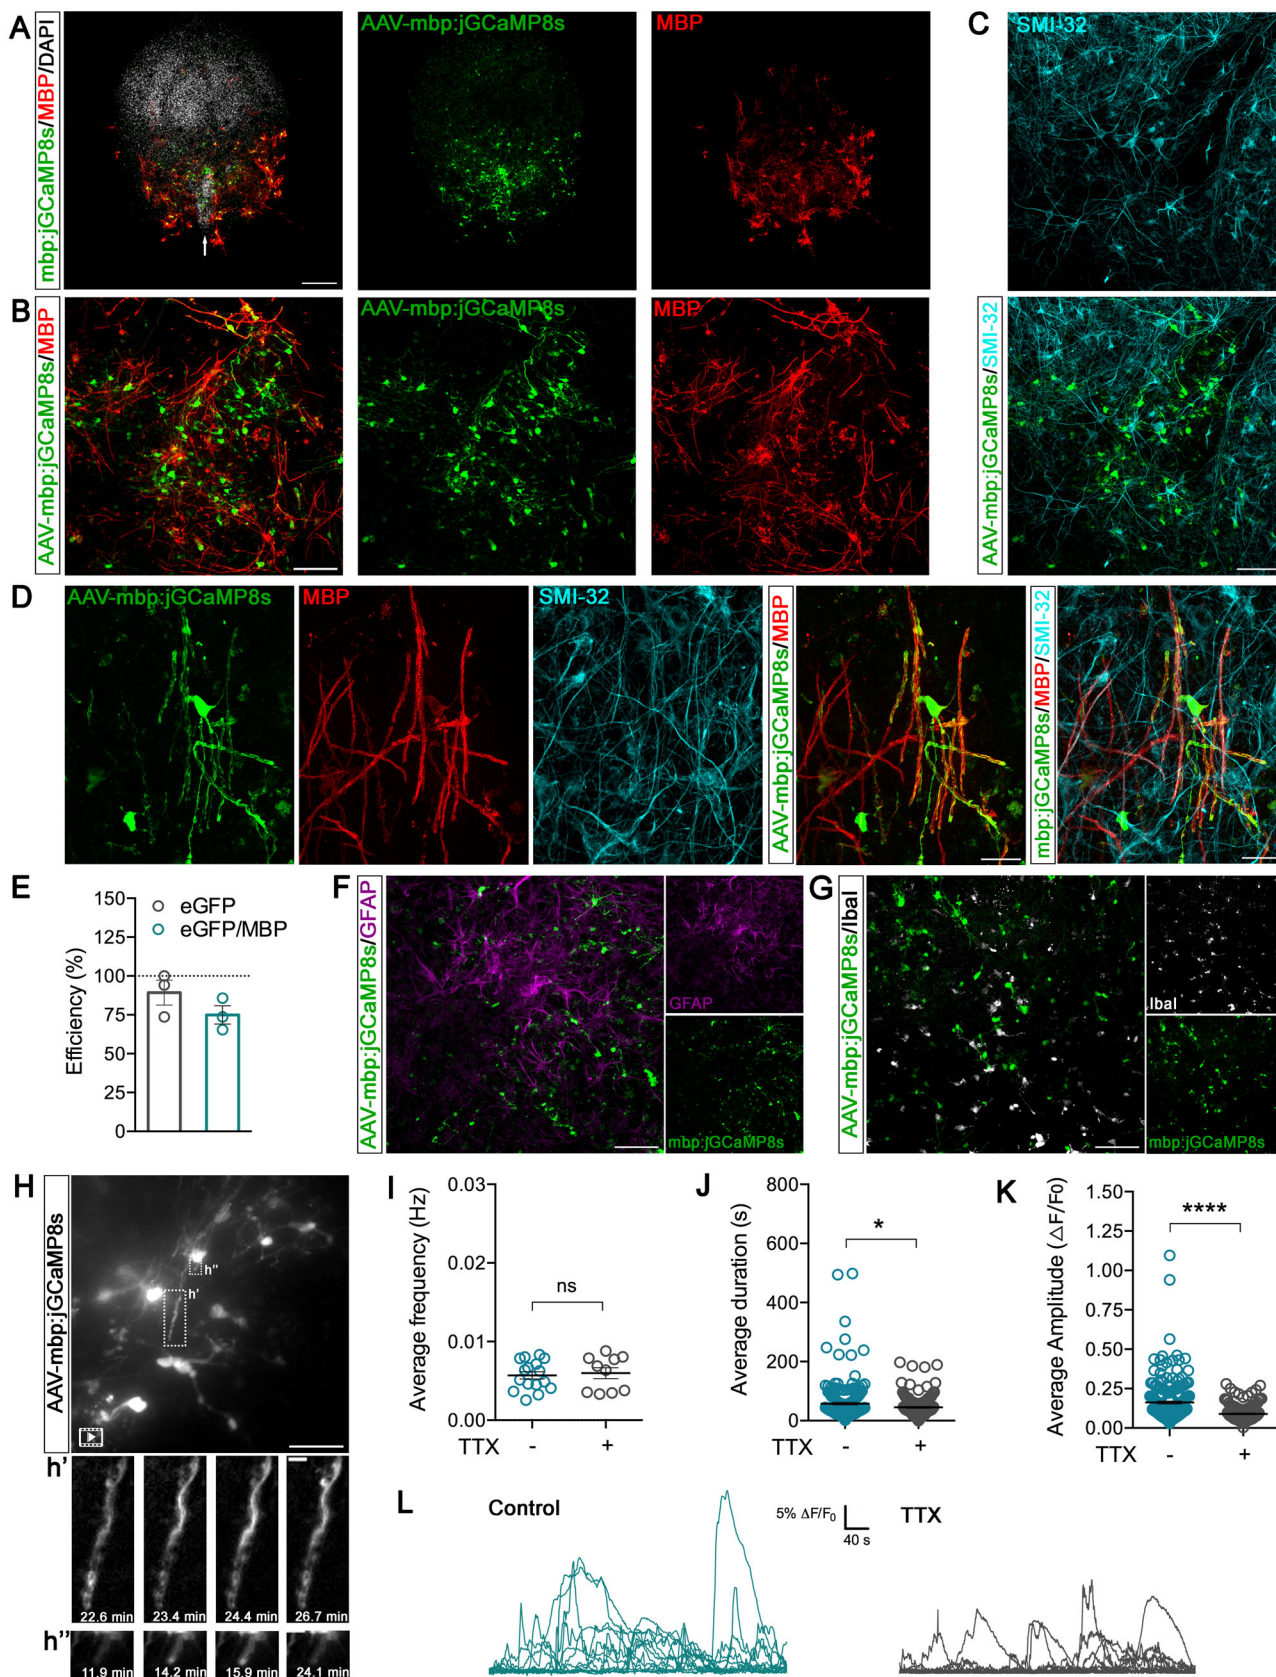 A
mbp:jGCaMP8s/MBP/DAPI
AAV-mbp:jGCaMP8s
MBP
C
SMI-32
B
AAV-mbp:jGCaMP8s/MBP
AAV-mbp:jGCaMP8s
MBP
AAV-mbp:jGCaMP8s/SMI-32
D
AAV-mbp:jGCaMP8s
MBP
SMI-32
AAV-mbp:jGCaMP8s/MBP
mbp:jGCaMP8s/MBP/SMI-32
E
Efficiency (%)
150
125
100
75
50
25
0
eGFP
eGFP/MBP
F
AAV-mbp:jGCaMP8s/GFAP
GFAP
mbp:jGCaMP8s
G
AAV-mbp:jGCaMP8s/IbaI
IbaI
mbp:jGCaMP8s
H
AAV-mbp:jGCaMP8s
h''
h'
h'
22.6 min
23.4 min
24.4 min
26.7 min
h''
11.9 min
14.2 min
15.9 min
24.1 min
I
Average frequency (Hz)
0.03
0.02
0.01
0.00
ns
TTX
-
+
J
Average duration (s)
800
600
400
200
0
*
TTX
-
+
K
Average Amplitude (△F/F0)
1.50
1.25
1.00
0.75
0.50
0.25
0.00
****
TTX
-
+
L
Control
5% ΔF/F₀
40 s
TTX